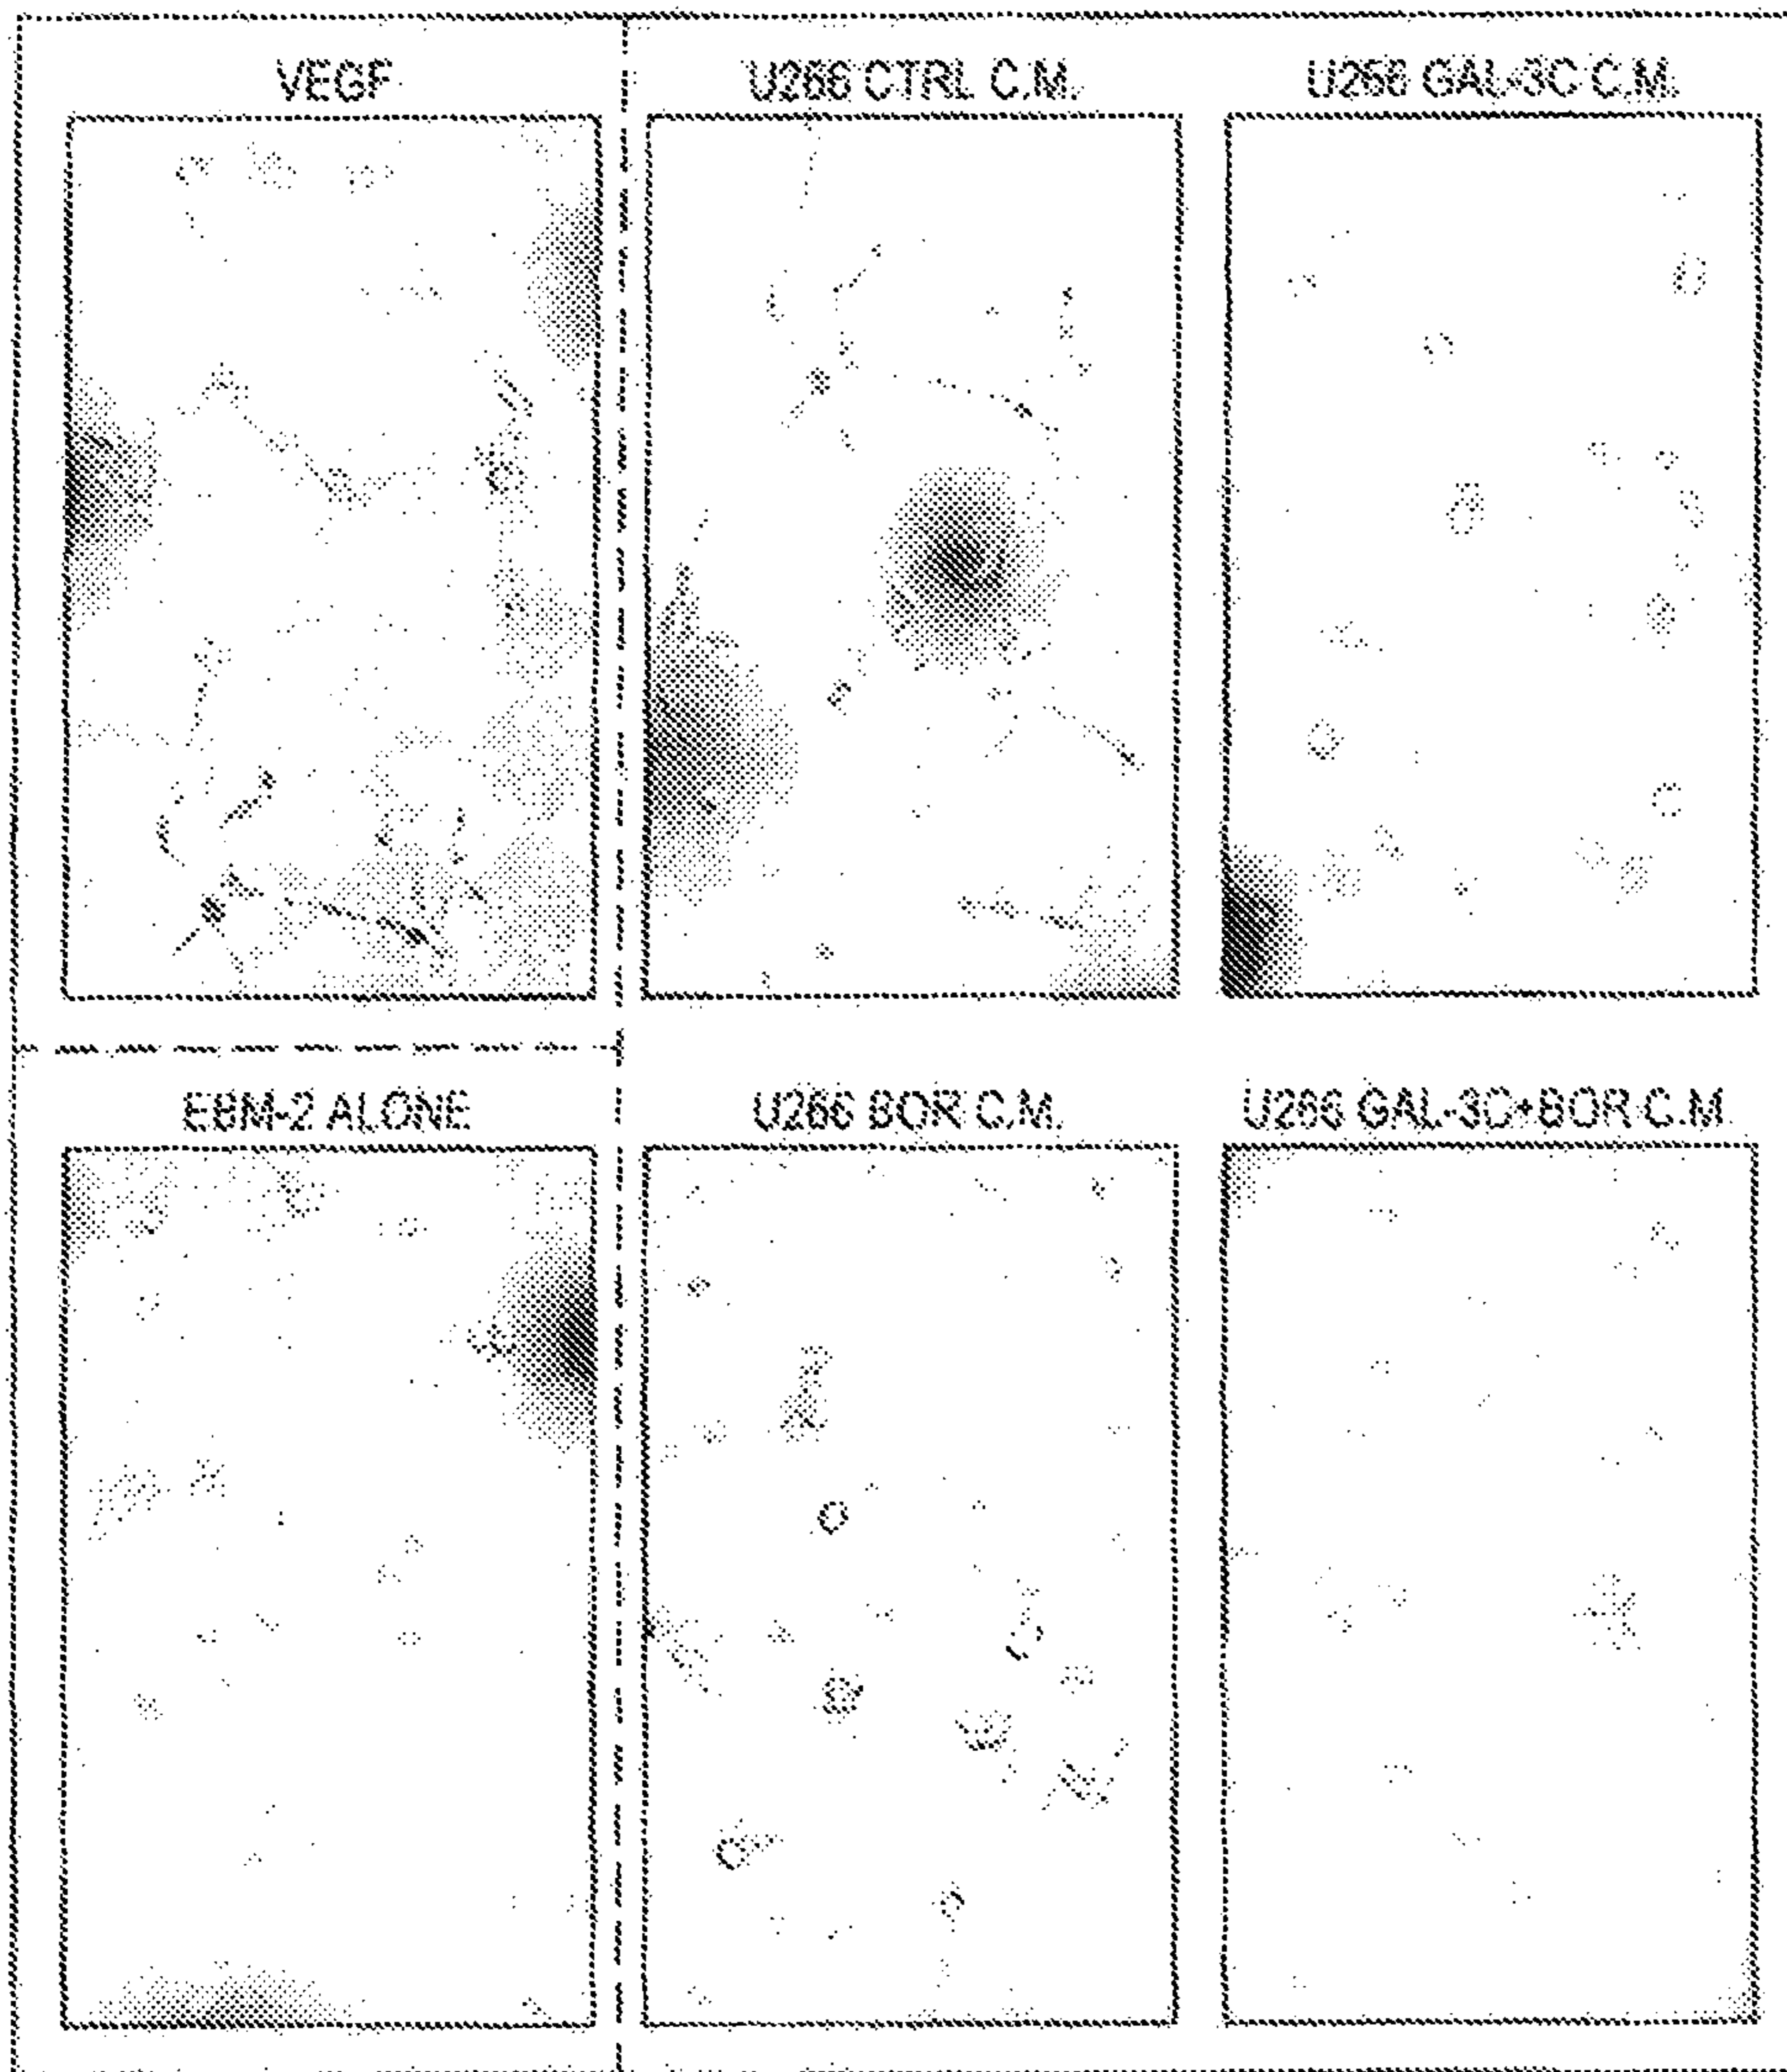 VEGF
U266 CTRL C.M.
U266 GAL-3C C.M.
EBM-2 ALONE
U266 BOR C.M.
U266 GAL-3C+BOR C.M.